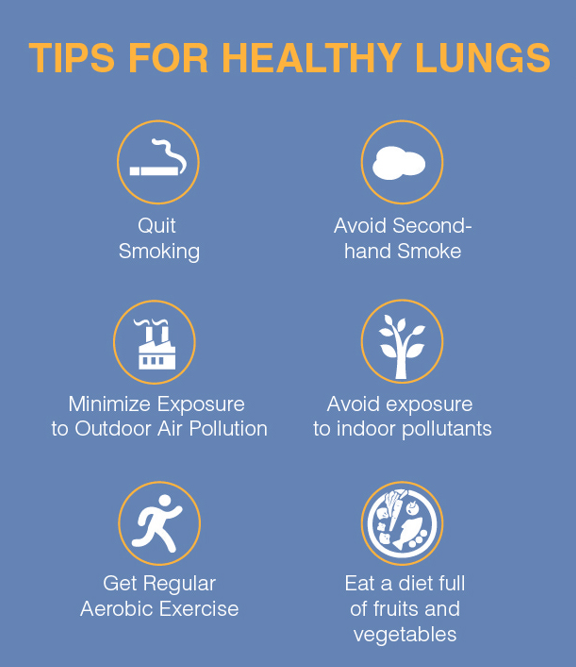 TIPS FOR HEALTHY LUNGS
Quit
Smoking
Avoid Second-
hand Smoke
Minimize Exposure
to Outdoor Air Pollution
Avoid exposure
to indoor pollutants
Get Regular
Aerobic Exercise
Eat a diet full
of fruits and
vegetables